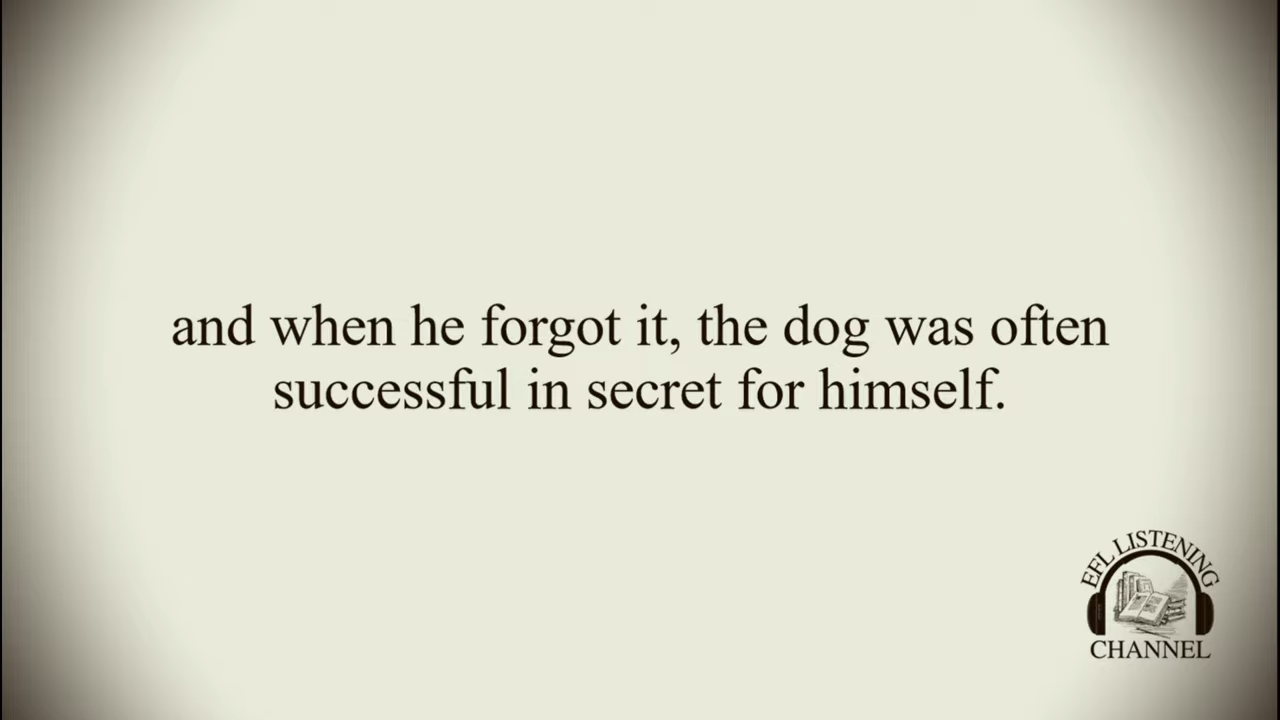 and when he forgot it, the dog was often
successful in secret for himself.
EFL LISTENING
CHANNEL